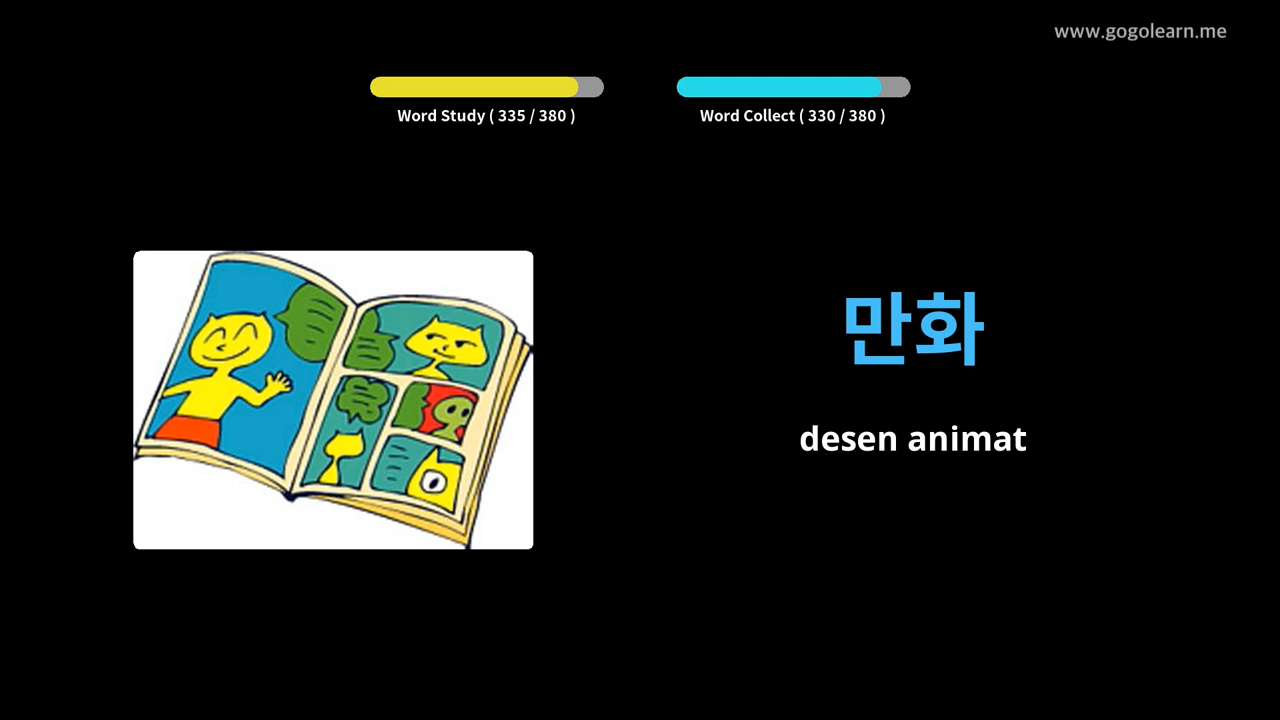 www.gogolearn.me
Word Study ( 335 / 380 )
Word Collect ( 330 / 380 )
만화
desen animat